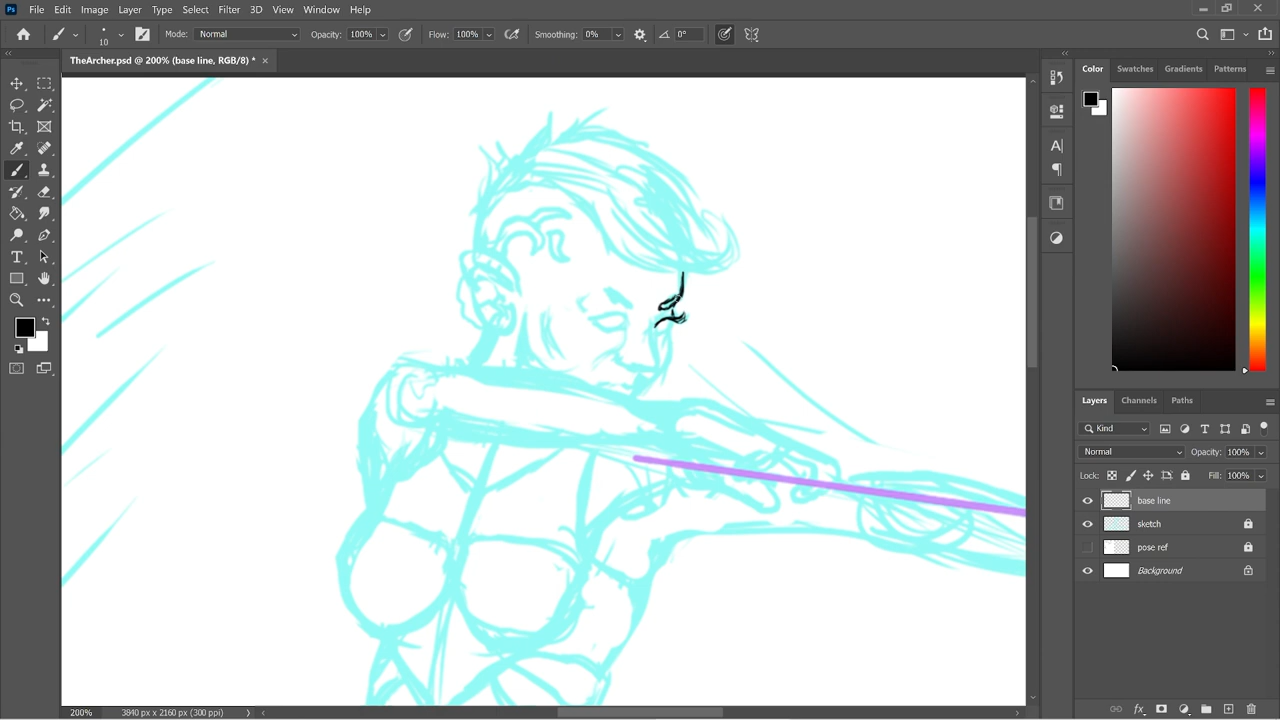 Ps File Edit Image Layer Type Select Filter 3D View Window Help
10 Mode: Normal Opacity: 100% Flow: 100% Smoothing: 0% 0°
TheArcher.psd @ 200% (base line, RGB/8) *
Color Swatches Gradients Patterns
Layers Channels Paths
Kind
Normal Opacity: 100%
Lock: Fill: 100%
base line
sketch
pose ref
Background
200% 3840 px x 2160 px (300 ppi)